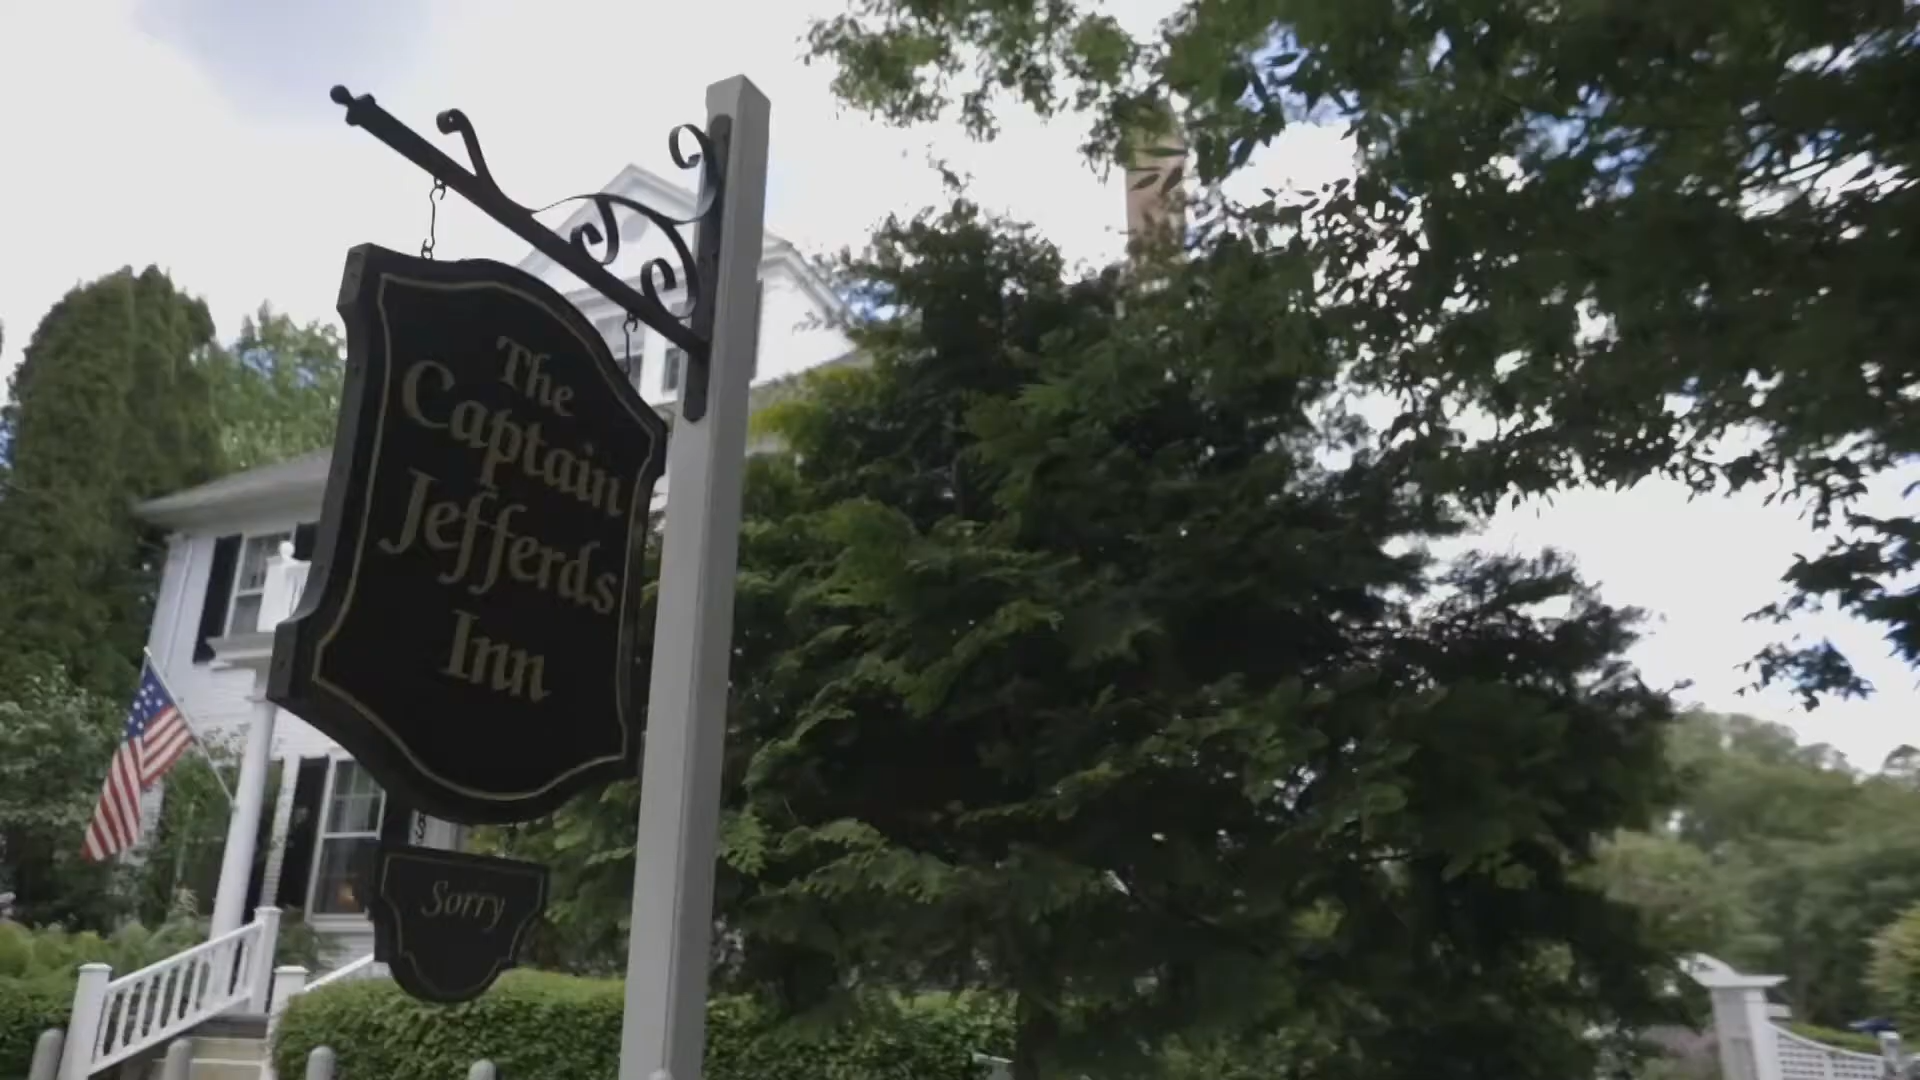 The
Captain
Jefferds
Inn
Sorry